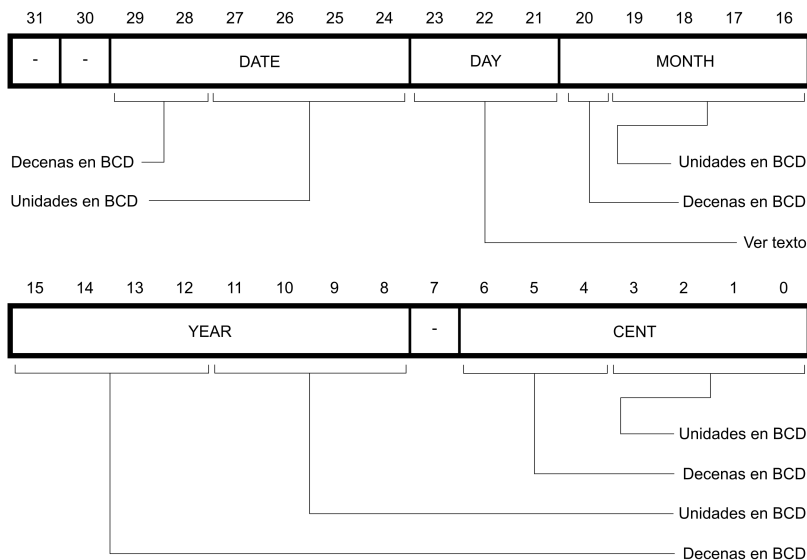 31 30 29 28 27 26 25 24 23 22 21 20 19 18 17 16
- - DATE DAY MONTH
Decenas en BCD Unidades en BCD
Unidades en BCD Decenas en BCD
Ver texto
15 14 13 12 11 10 9 8 7 6 5 4 3 2 1 0
YEAR - CENT
Unidades en BCD
Decenas en BCD
Unidades en BCD
Decenas en BCD